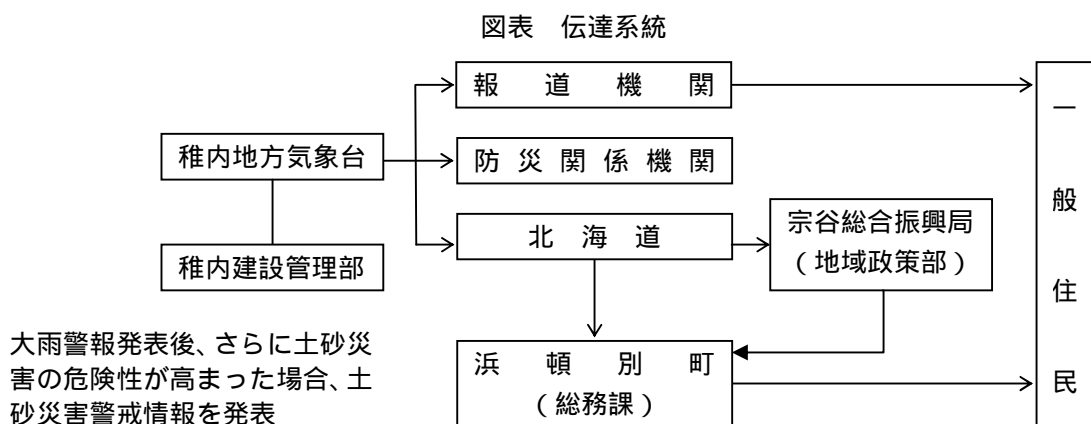 図表 伝達系統
報道機関
稚内地方気象台
防災関係機関
北海道
宗谷総合振興局
(地域政策部)
稚内建設管理部
浜頓別町
(総務課)
一般住民
大雨警報発表後、さらに土砂災
害の危険性が高まった場合、土
砂災害警戒情報を発表